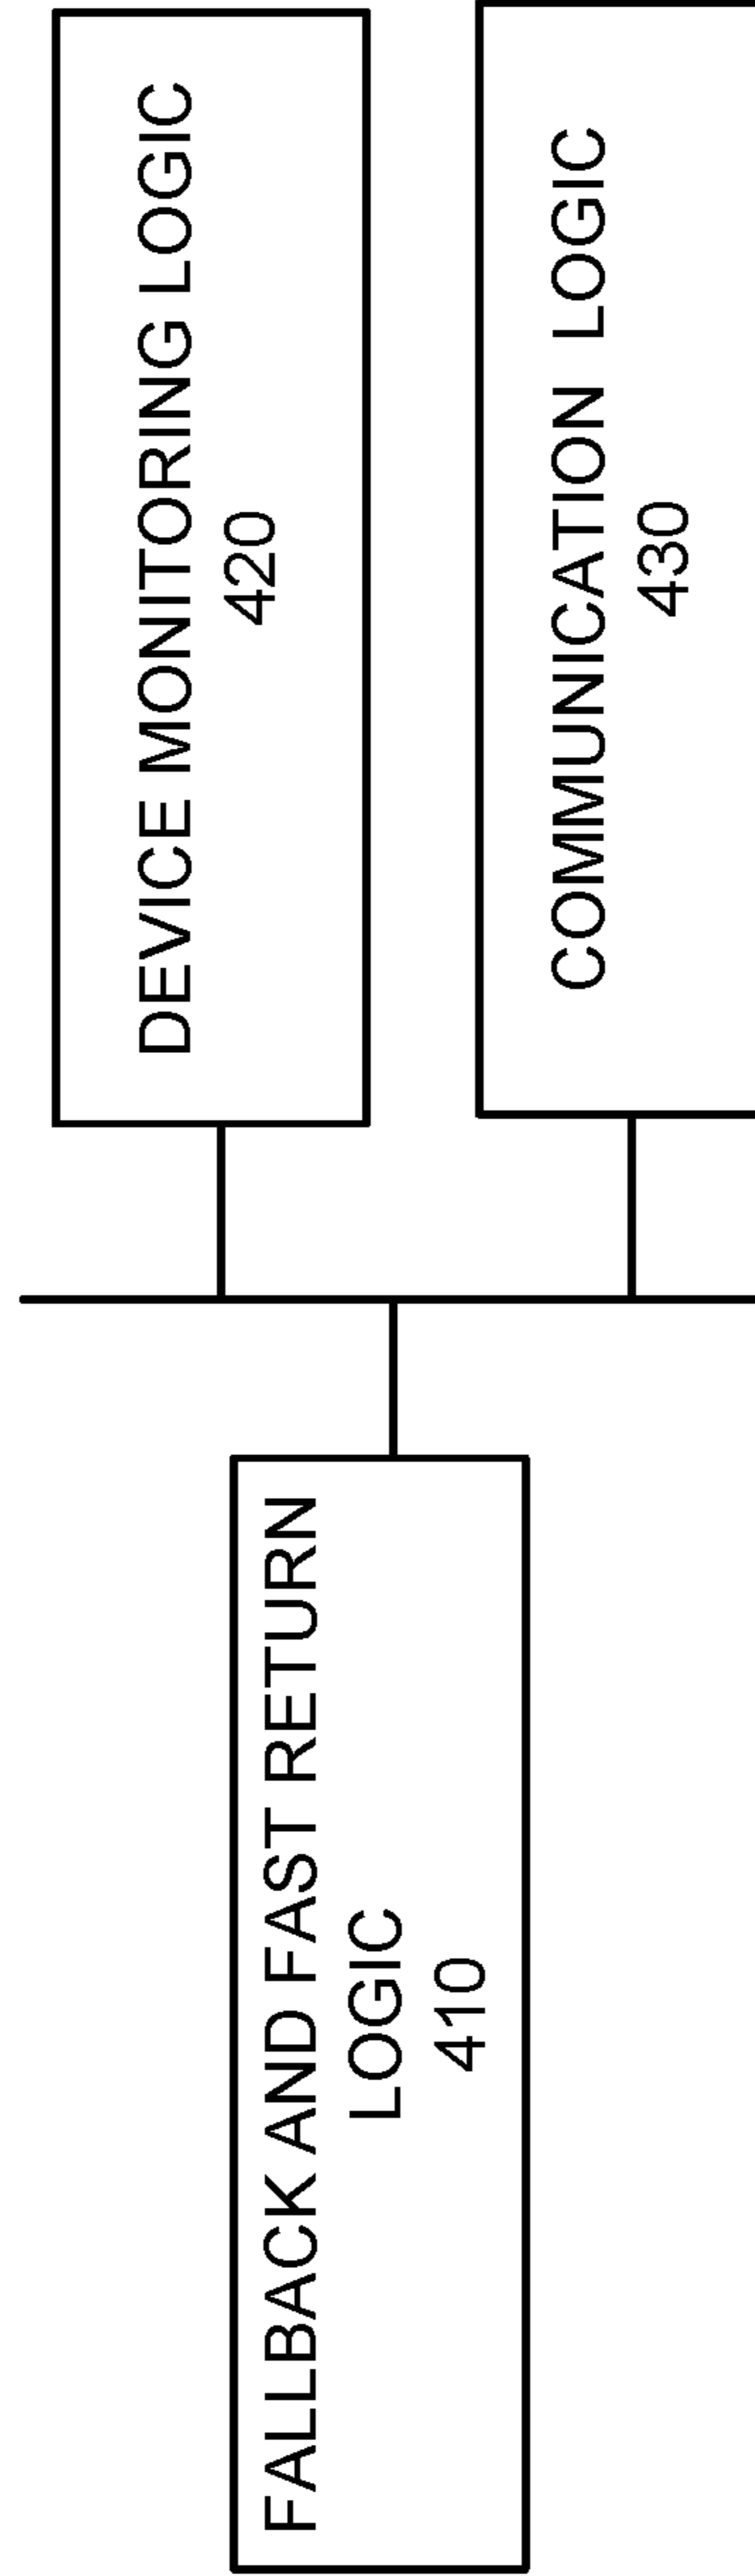 DEVICE MONITORING LOGIC
420
COMMUNICATION LOGIC
430
FALLBACK AND FAST RETURN
LOGIC
410